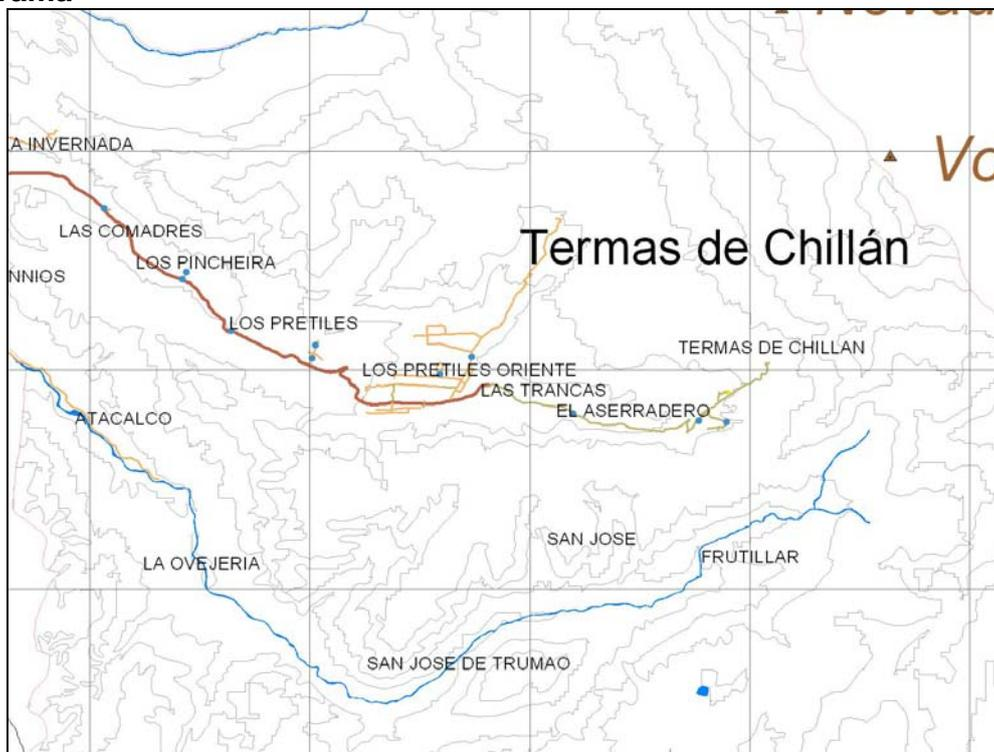 A INVERNADA
LAS COMADRES
Termas de Chillán
LOS PINCHEIRA
NNIOS
LOS PRETILES
TERMAS DE CHILLAN
LOS PRETILES ORIENTE
LAS TRANCAS
EL ASERRADERO
ATACALCO
SAN JOSE
FRUTILLAR
LA OVEJERIA
SAN JOSE DE TRUMAO